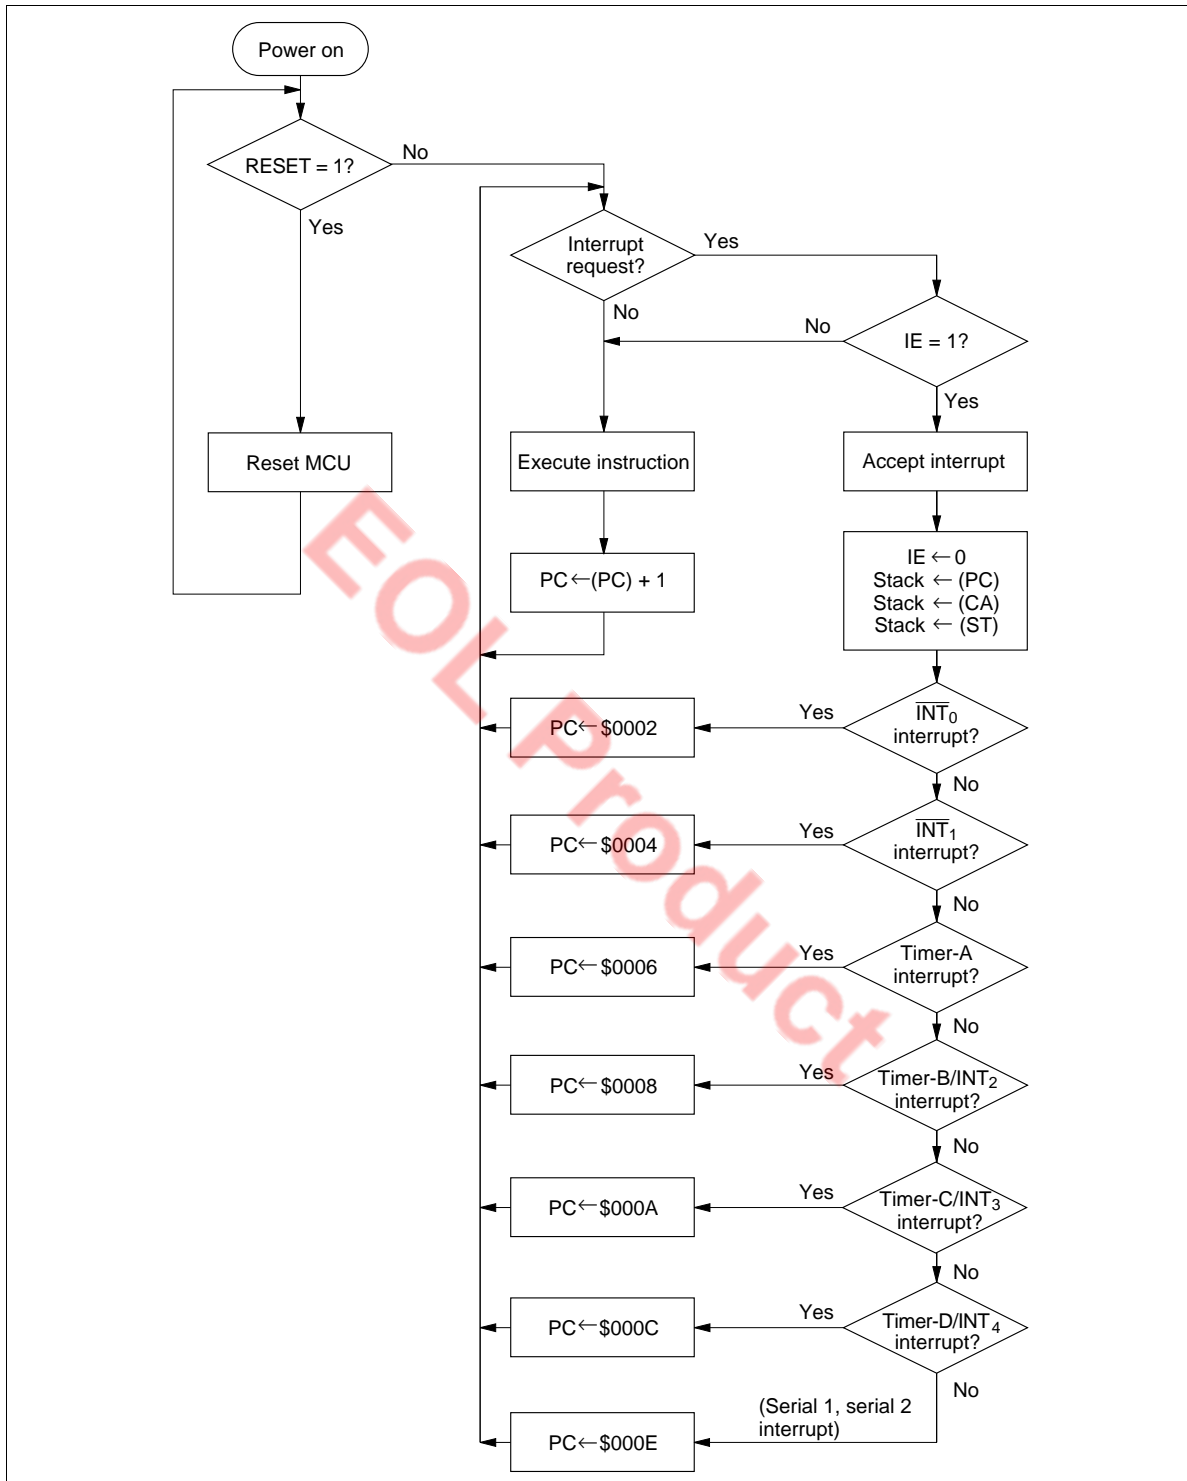 Power on
RESET = 1?
No
Yes
Interrupt
request?
Yes
No
No
IE = 1?
Yes
Reset MCU
Execute instruction
Accept interrupt
PC←(PC) + 1
IE ← 0
Stack ← (PC)
Stack ← (CA)
Stack ← (ST)
PC← $0002
Yes
I̅N̅T̅₀
interrupt?
No
PC← $0004
Yes
I̅N̅T̅₁
interrupt?
No
PC← $0006
Yes
Timer-A
interrupt?
No
PC← $0008
Yes
Timer-B/INT₂
interrupt?
No
PC← $000A
Yes
Timer-C/INT₃
interrupt?
No
PC← $000C
Yes
Timer-D/INT₄
interrupt?
No
(Serial 1, serial 2
interrupt)
PC← $000E
EOL Product